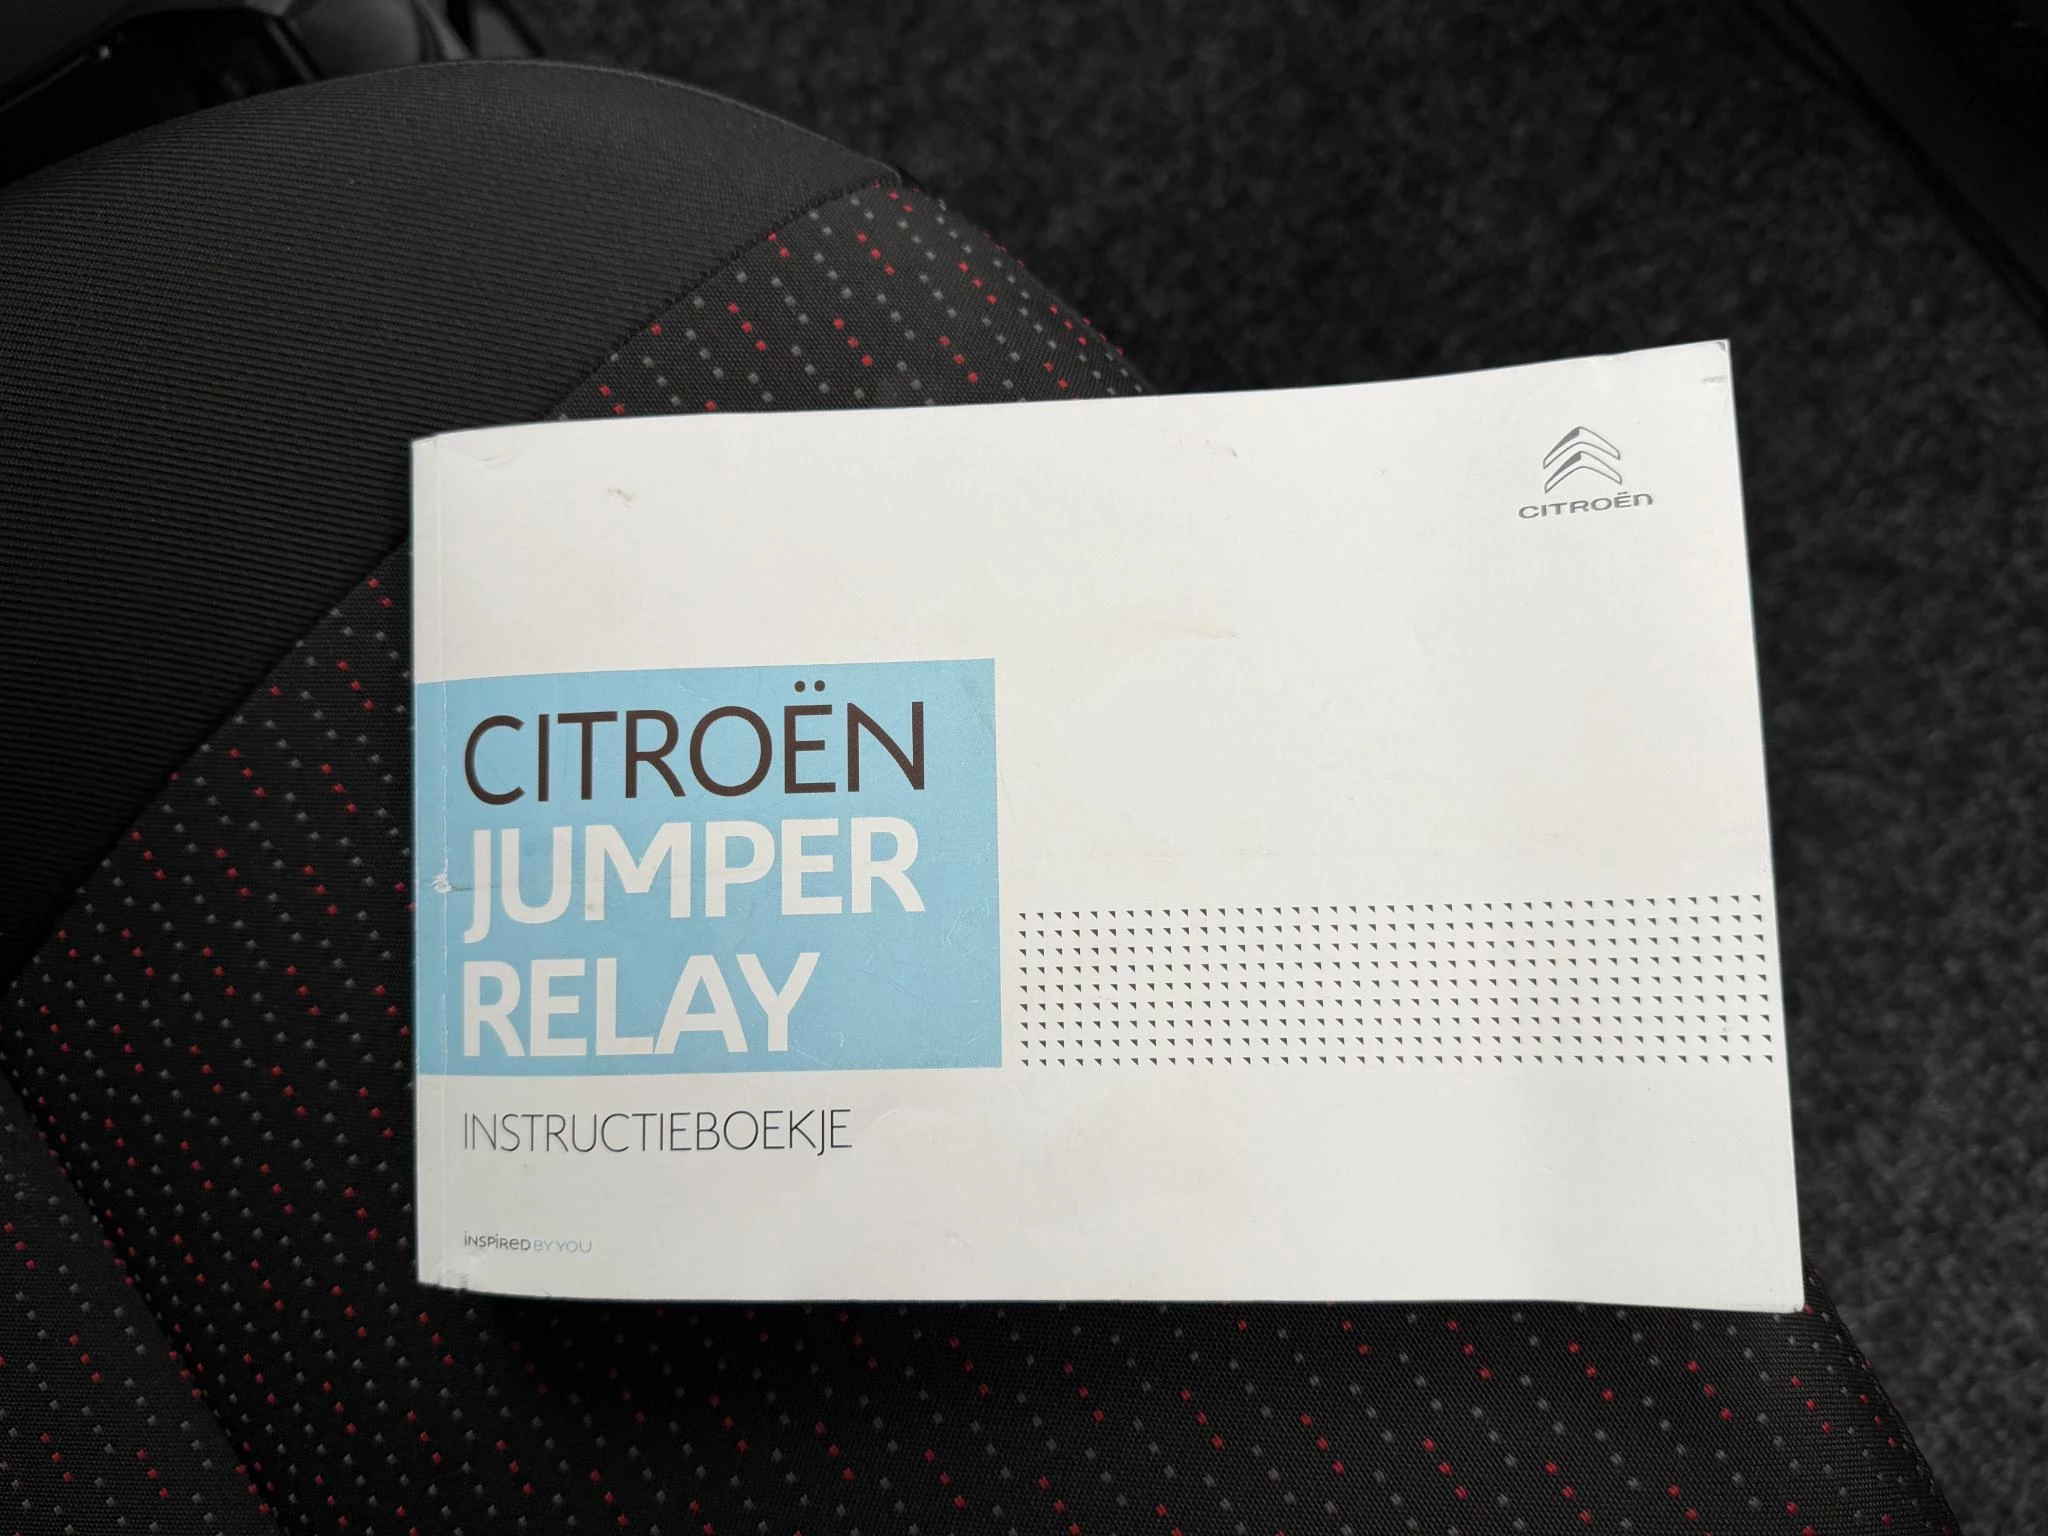 CITROËN
CITROËN
JUMPER
RELAY
INSTRUCTIEBOEKJE
INSPIRED BY YOU